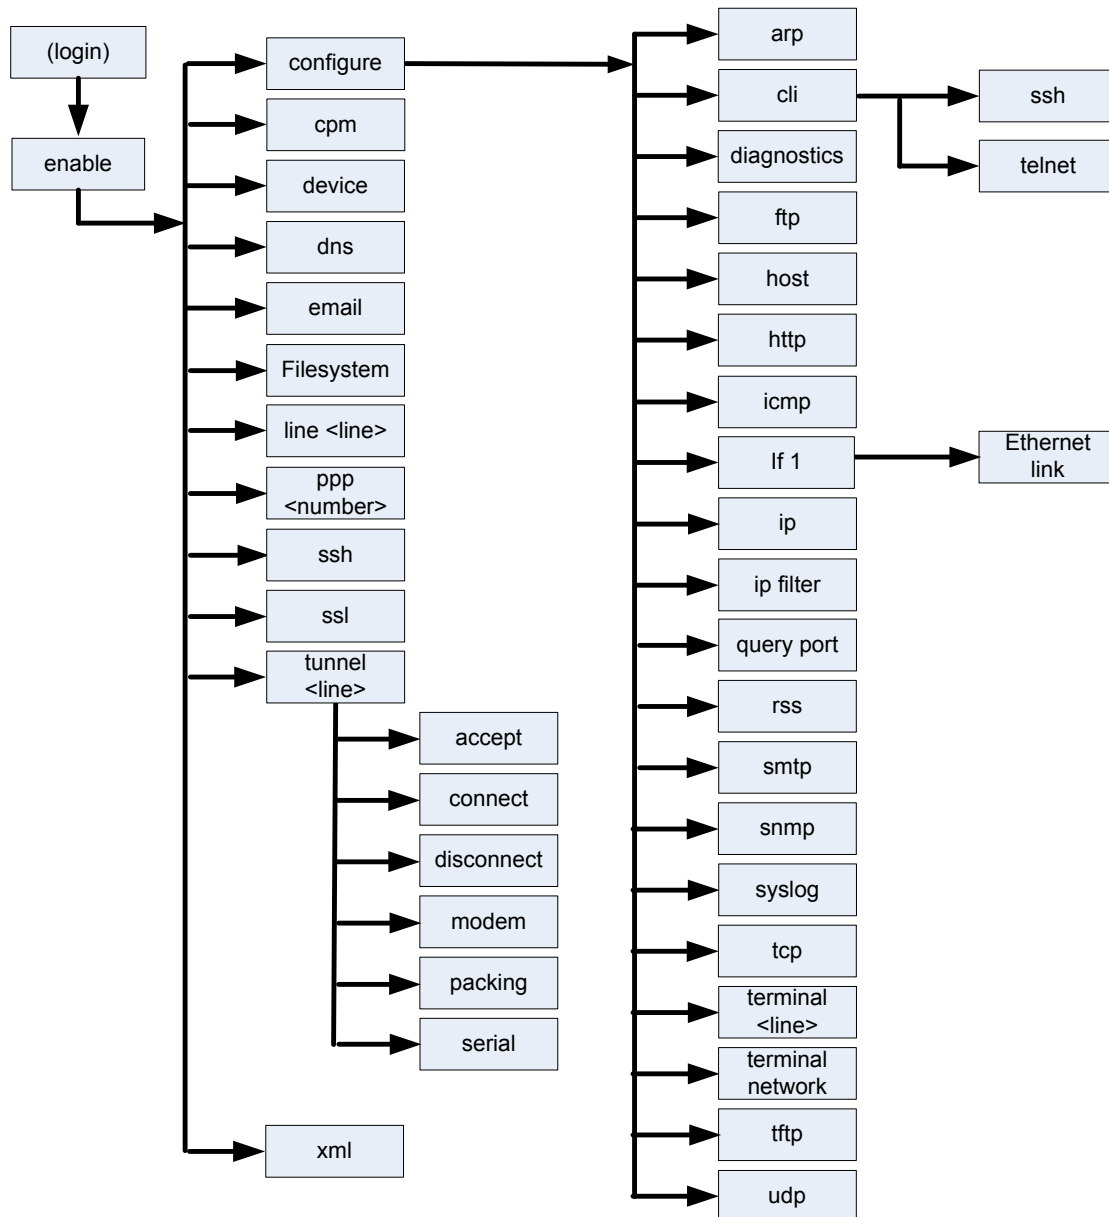 (login)
enable
configure
cpm
device
dns
email
Filesystem
line <line>
ppp
<number>
ssh
ssl
tunnel
<line>
accept
connect
disconnect
modem
packing
serial
xml
arp
cli
diagnostics
ftp
host
http
icmp
If 1
ip
ip filter
query port
rss
smtp
snmp
syslog
tcp
terminal
<line>
terminal
network
tftp
udp
ssh
telnet
Ethernet
link